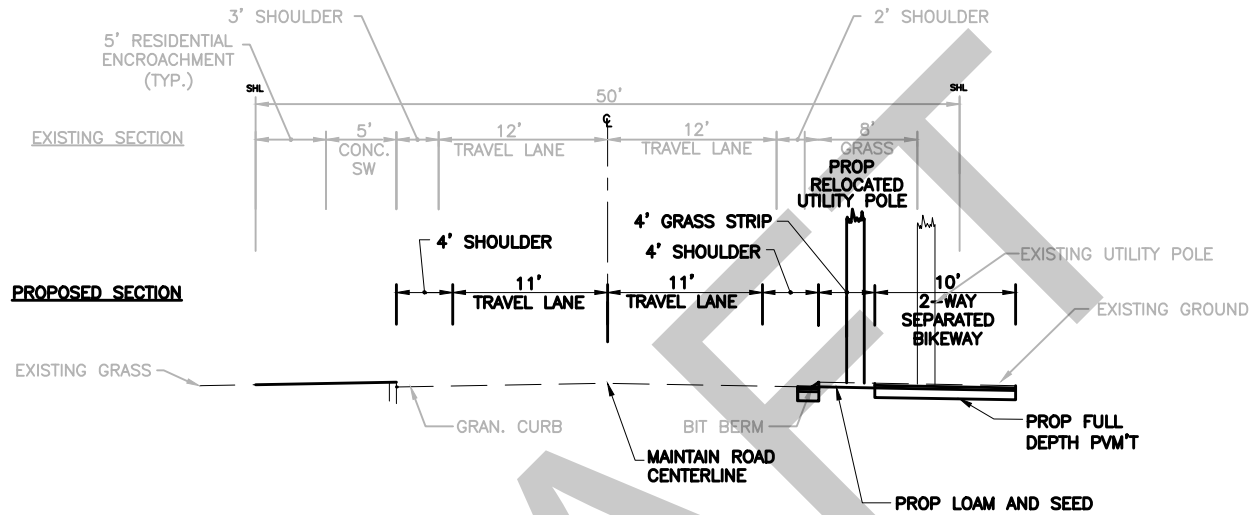 3' SHOULDER
2' SHOULDER
5' RESIDENTIAL
ENCROACHMENT
(TYP.)
SHL
SHL
50'
℄
EXISTING SECTION
5'
CONC.
SW
12'
TRAVEL LANE
12'
TRAVEL LANE
8'
GRASS
PROP
RELOCATED
UTILITY POLE
4' GRASS STRIP
4' SHOULDER
4' SHOULDER
EXISTING UTILITY POLE
PROPOSED SECTION
11'
TRAVEL LANE
11'
TRAVEL LANE
10'
2-WAY
SEPARATED
BIKEWAY
EXISTING GROUND
EXISTING GRASS
GRAN. CURB
BIT BERM
PROP FULL
DEPTH PVM'T
MAINTAIN ROAD
CENTERLINE
PROP LOAM AND SEED